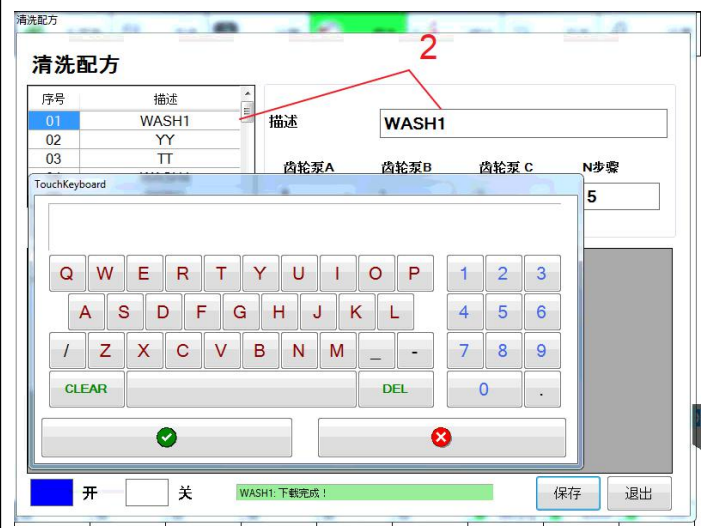 清洗配方
2
清洗配方
序号 描述
01 WASH1
02 YY
03 TT
描述 WASH1
齿轮泵A 齿轮泵B 齿轮泵 C N步骤
5
TouchKeyboard
Q W E R T Y U I O P 1 2 3
A S D F G H J K L 4 5 6
/ Z X C V B N M _ - 7 8 9
CLEAR DEL 0 .
开 关 WASH1: 下载完成！ 保存 退出